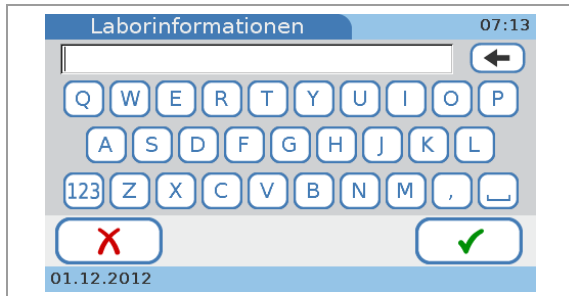 Laborinformationen 07:13
Q W E R T Y U I O P
A S D F G H J K L
123 Z X C V B N M ,
01.12.2012